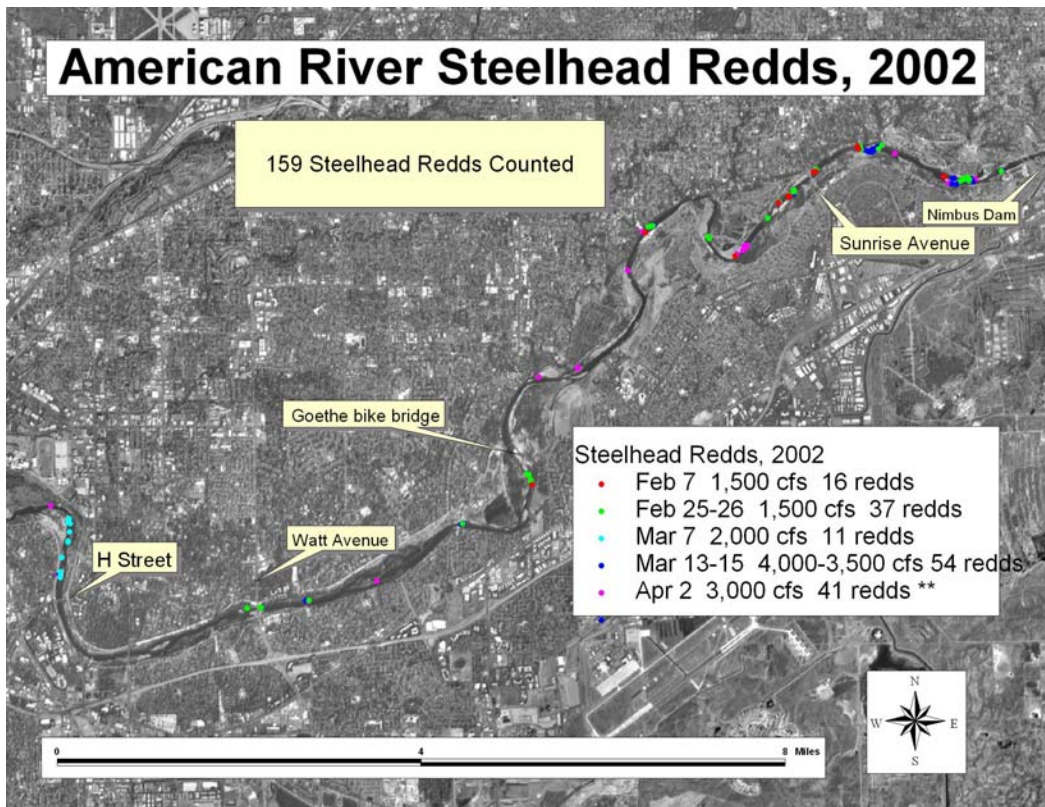 American River Steelhead Redds, 2002
159 Steelhead Redds Counted
Nimbus Dam
Sunrise Avenue
Goethe bike bridge
Steelhead Redds, 2002
Feb 7 1,500 cfs 16 redds
Feb 25-26 1,500 cfs 37 redds
Mar 7 2,000 cfs 11 redds
Mar 13-15 4,000-3,500 cfs 54 redds
Apr 2 3,000 cfs 41 redds **
Watt Avenue
H Street
N
W E
S
0 4 8 Miles